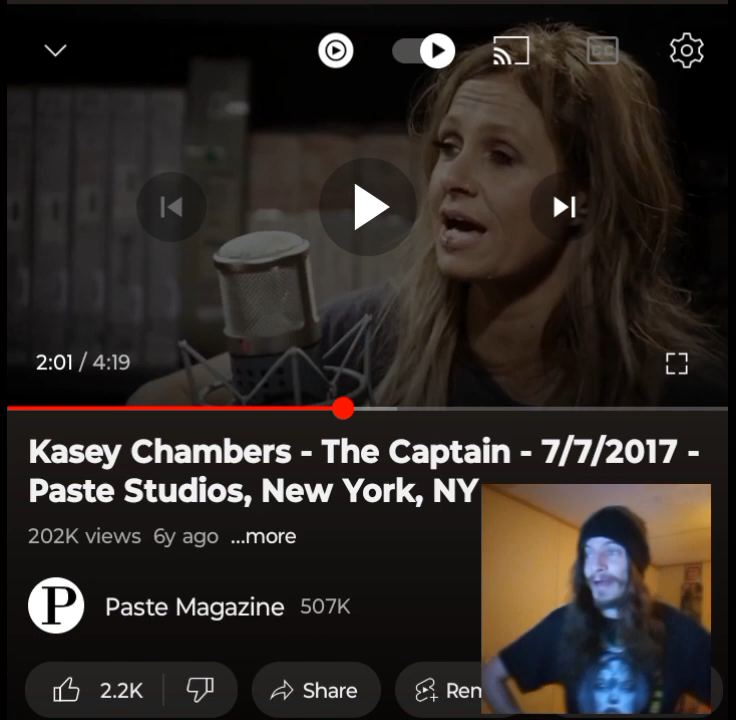 CC
2:01 / 4:19
Kasey Chambers - The Captain - 7/7/2017 -
Paste Studios, New York, NY
202K views 6y ago ...more
P
Paste Magazine 507K
2.2K Share Ren